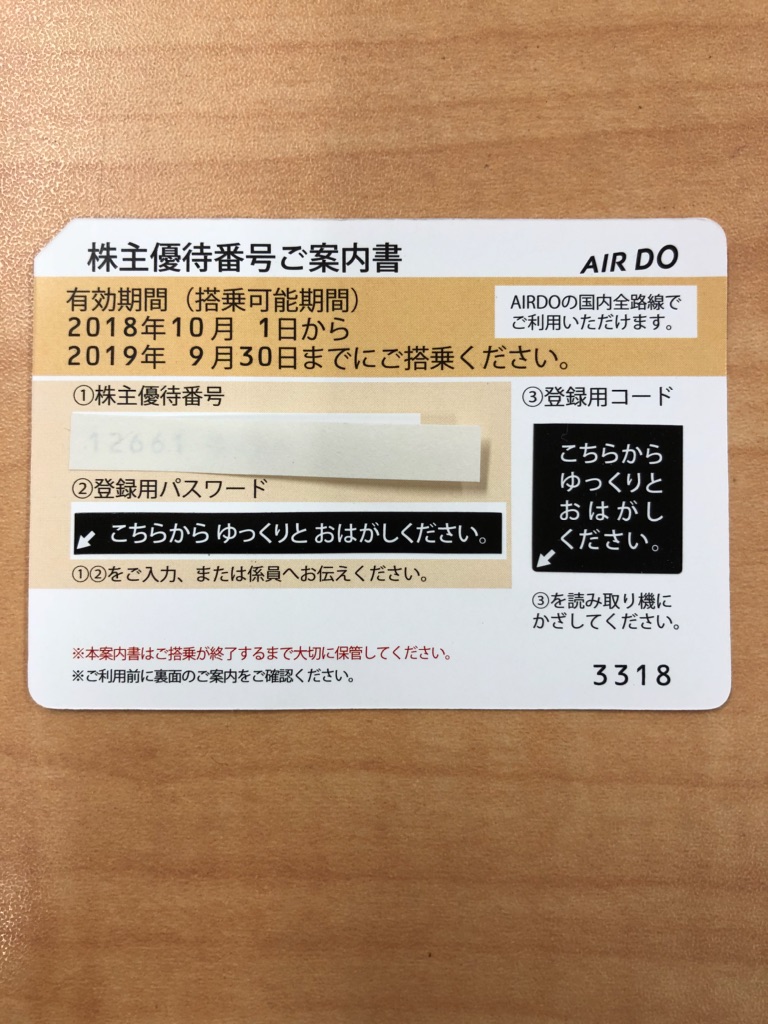 株主優待番号ご案内書
AIR DO
有効期間（搭乗可能期間）
2018年10月 1日から
2019年 9月30日までにご搭乗ください。
AIRDOの国内全路線で
ご利用いただけます。
①株主優待番号
②登録用パスワード
こちらから ゆっくりと おはがしください。
①②をご入力、または係員へお伝えください。
③登録用コード
こちらから
ゆっくりと
おはがし
ください。
③を読み取り機に
かざしてください。
※本案内書はご搭乗が終了するまで大切に保管してください。
※ご利用前に裏面のご案内をご確認ください。
3318